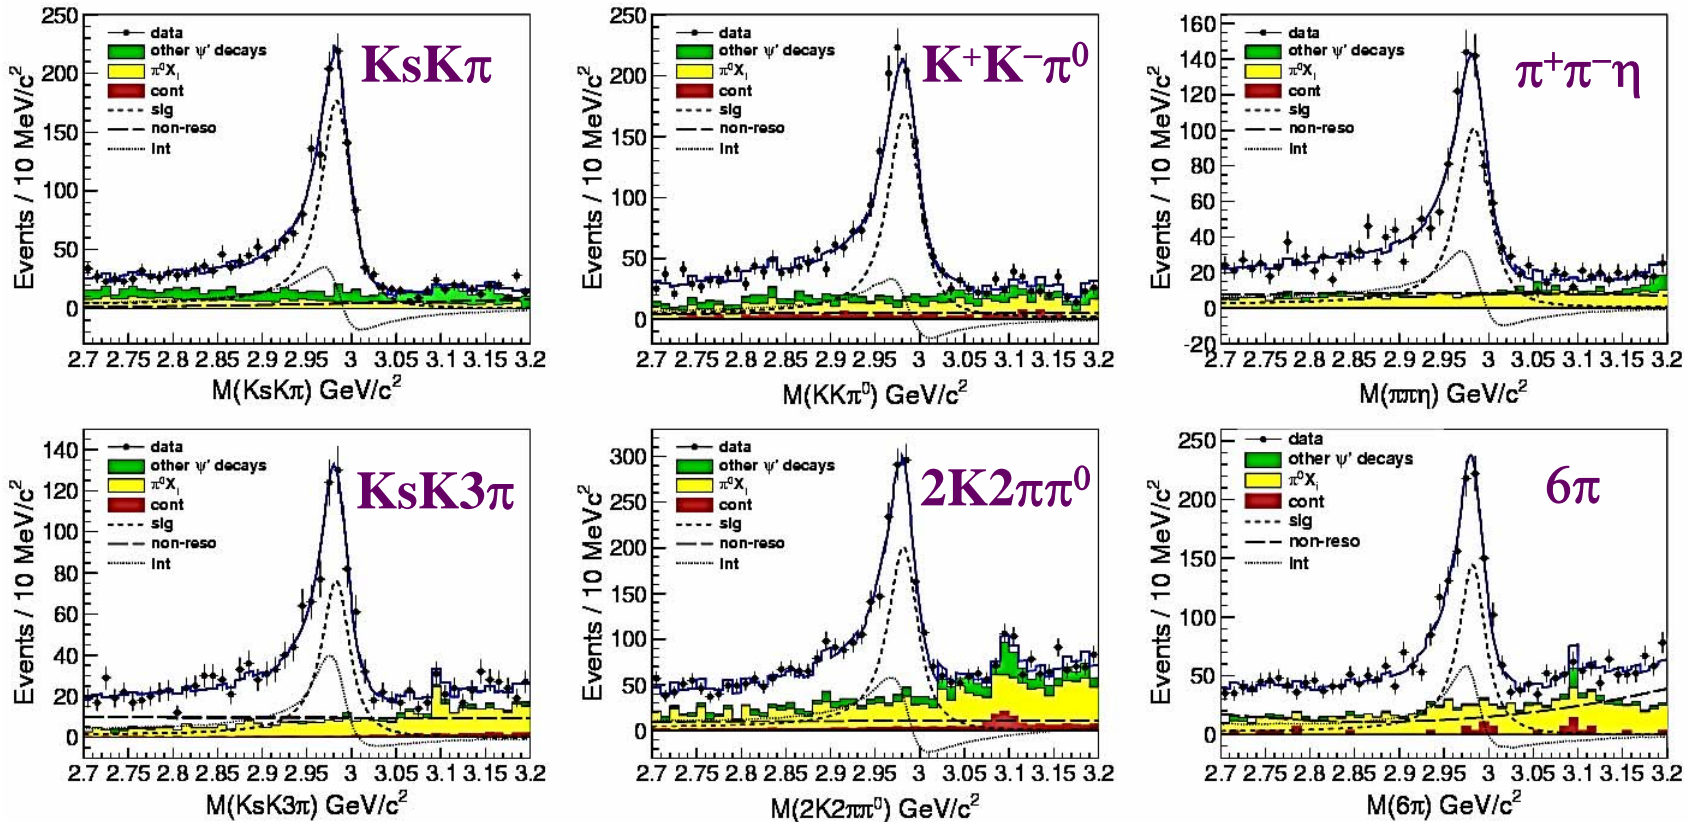 KsKπ
data
other ψ' decays
π⁰Xᵢ
cont
sig
non-reso
Int
250
200
150
100
50
0
Events / 10 MeV/c²
2.7 2.75 2.8 2.85 2.9 2.95 3 3.05 3.1 3.15 3.2
M(KsKπ) GeV/c²
K⁺K⁻π⁰
data
other ψ' decays
π⁰Xᵢ
cont
sig
non-reso
Int
250
200
150
100
50
0
Events / 10 MeV/c²
2.7 2.75 2.8 2.85 2.9 2.95 3 3.05 3.1 3.15 3.2
M(KKπ⁰) GeV/c²
π⁺π⁻η
data
other ψ' decays
π⁰Xᵢ
cont
sig
non-reso
Int
160
140
120
100
80
60
40
20
0
-20
Events / 10 MeV/c²
2.7 2.75 2.8 2.85 2.9 2.95 3 3.05 3.1 3.15 3.2
M(ππη) GeV/c²
KsK3π
data
other ψ' decays
π⁰Xᵢ
cont
sig
non-reso
Int
140
120
100
80
60
40
20
0
Events / 10 MeV/c²
2.7 2.75 2.8 2.85 2.9 2.95 3 3.05 3.1 3.15 3.2
M(KsK3π) GeV/c²
2K2ππ⁰
data
other ψ' decays
π⁰Xᵢ
cont
sig
non-reso
Int
300
250
200
150
100
50
0
Events / 10 MeV/c²
2.7 2.75 2.8 2.85 2.9 2.95 3 3.05 3.1 3.15 3.2
M(2K2ππ⁰) GeV/c²
6π
data
other ψ' decays
π⁰Xᵢ
cont
sig
non-reso
Int
250
200
150
100
50
0
Events / 10 MeV/c²
2.7 2.75 2.8 2.85 2.9 2.95 3 3.05 3.1 3.15 3.2
M(6π) GeV/c²